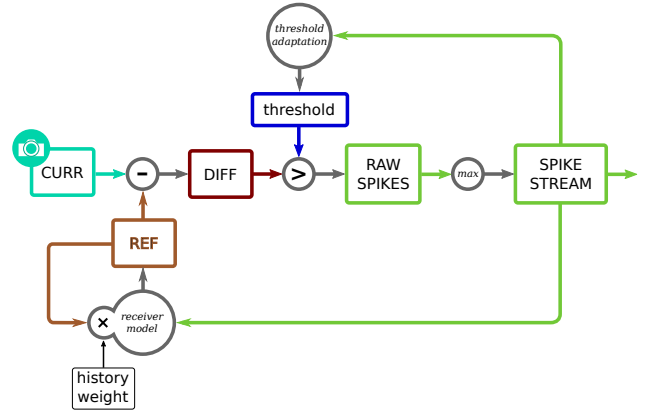 threshold
adaptation
threshold
CURR
-
DIFF
>
RAW
SPIKES
max
SPIKE
STREAM
REF
×
receiver
model
history
weight